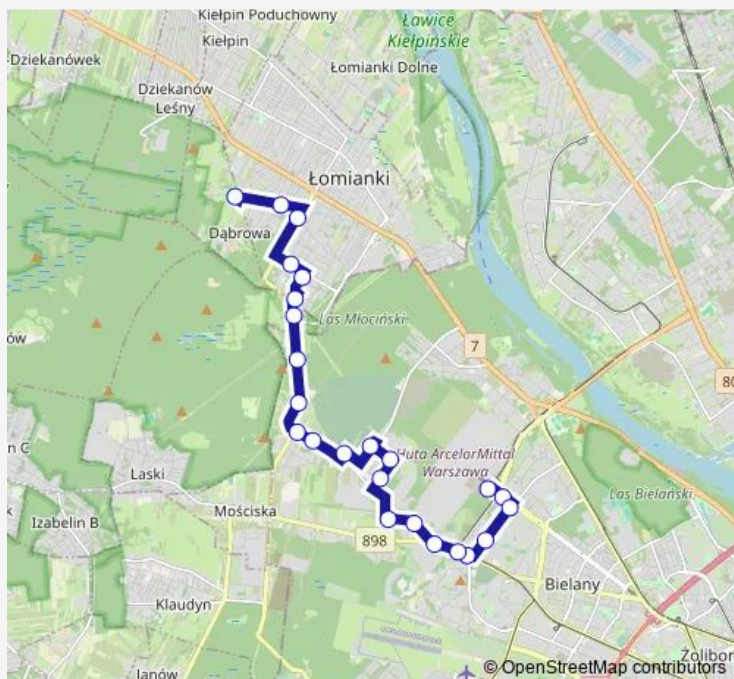 Kiełpin Poduchowny
Kiełpin
Ławice
Kiełpińskie
Dziekanówek
Łomianki Dolne
Dziekanów
Leśny
Łomianki
Dąbrowa
Las Młociński
7
ów
80
n C
Laski
Huta ArcelorMittal
Warszawa
Las Bielański
Mościska
Izabelin B
898
Klaudyn
Bielany
Janów
Żolibor
© OpenStreetMap contributors